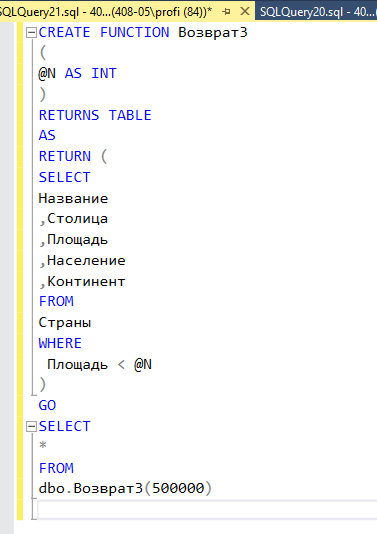 SQLQuery21.sql - 40...(408-05\profi (84))* SQLQuery20.sql - 40...
CREATE FUNCTION Возврат3
(
@N AS INT
)
RETURNS TABLE
AS
RETURN (
SELECT
Название
,Столица
,Площадь
,Население
,Континент
FROM
Страны
WHERE
Площадь < @N
)
GO
SELECT
*
FROM
dbo.Возврат3(500000)